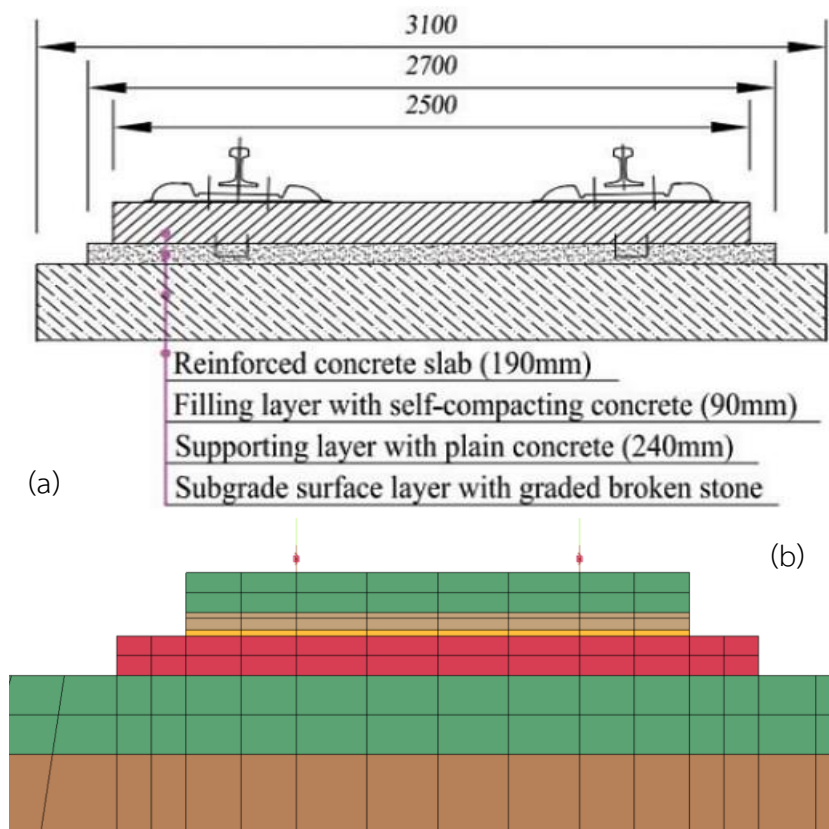 3100
2700
2500
Reinforced concrete slab (190mm)
Filling layer with self-compacting concrete (90mm)
Supporting layer with plain concrete (240mm)
(a)
Subgrade surface layer with graded broken stone
(b)